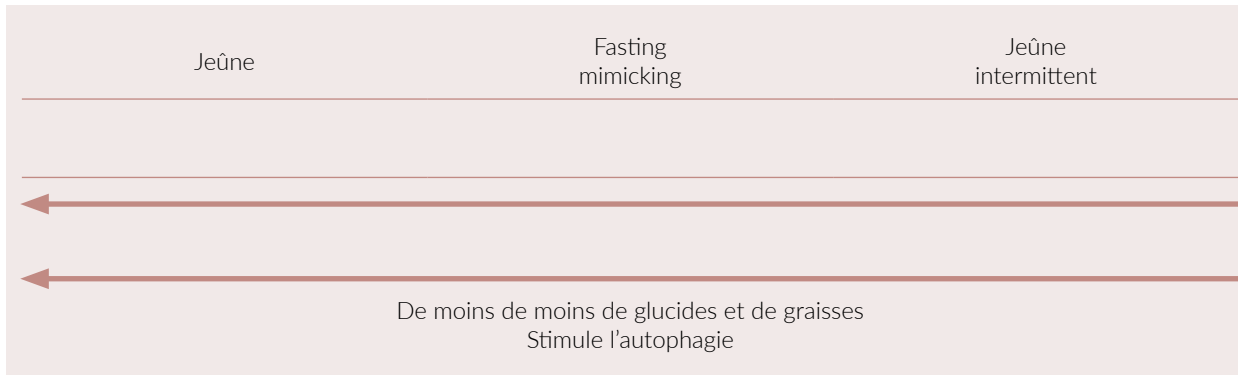 Jeûne
Fasting
mimicking
Jeûne
intermittent
De moins de moins de glucides et de graisses
Stimule l’autophagie